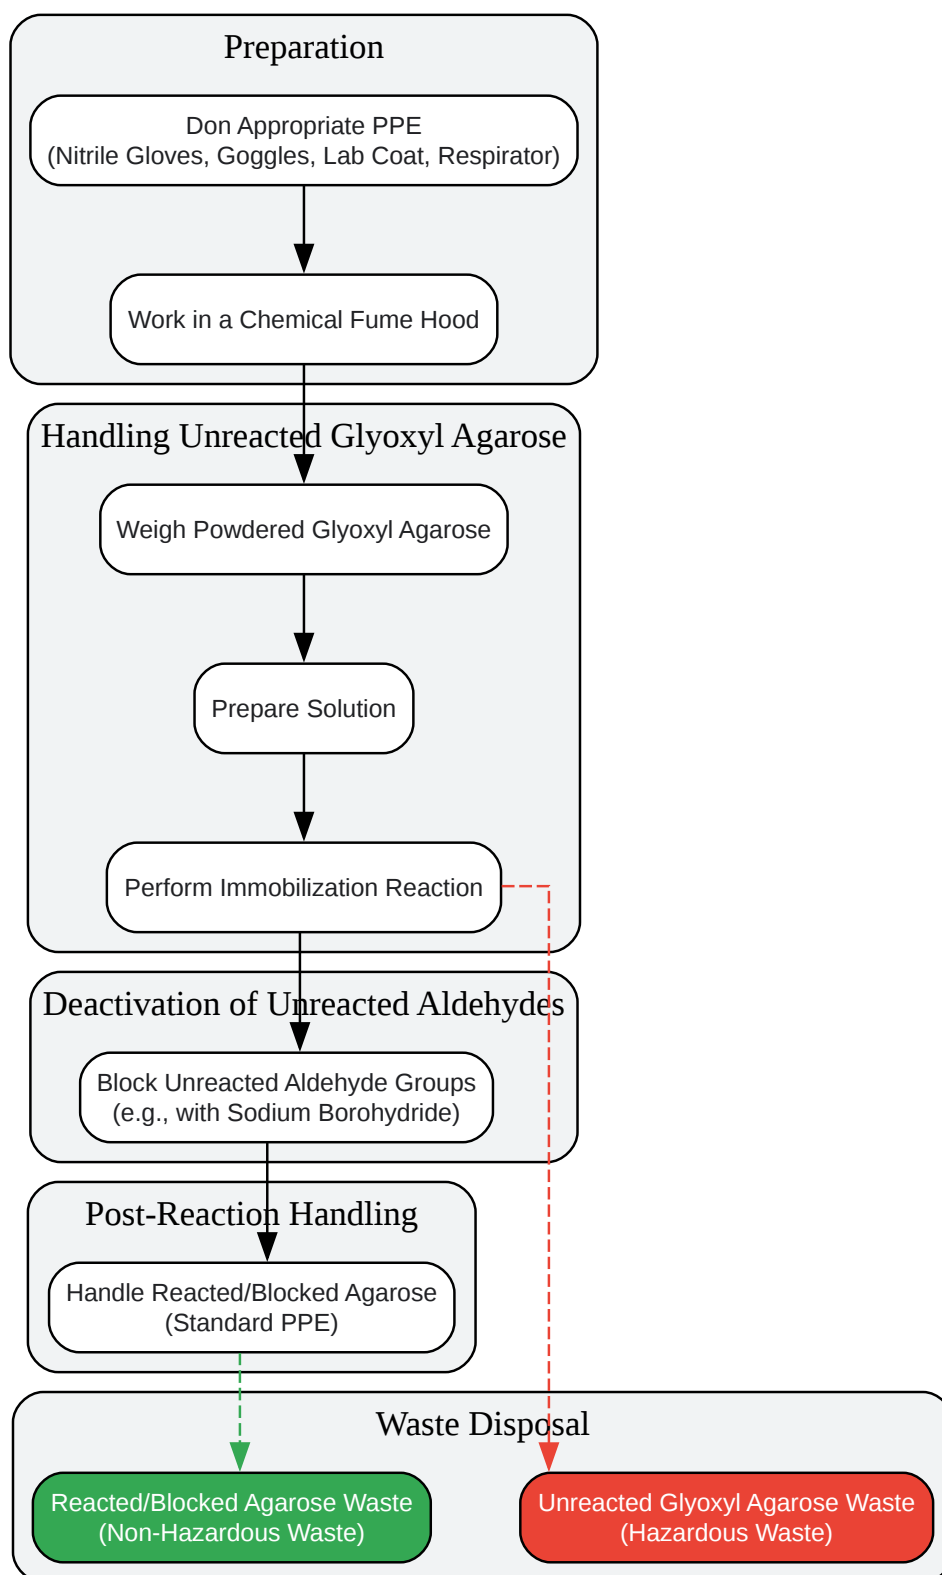 Preparation
Don Appropriate PPE
(Nitrile Gloves, Goggles, Lab Coat, Respirator)
Work in a Chemical Fume Hood
Handling Unreacted Glyoxyl Agarose
Weigh Powdered Glyoxyl Agarose
Prepare Solution
Perform Immobilization Reaction
Deactivation of Unreacted Aldehydes
Block Unreacted Aldehyde Groups
(e.g., with Sodium Borohydride)
Post-Reaction Handling
Handle Reacted/Blocked Agarose
(Standard PPE)
Waste Disposal
Reacted/Blocked Agarose Waste
(Non-Hazardous Waste)
Unreacted Glyoxyl Agarose Waste
(Hazardous Waste)